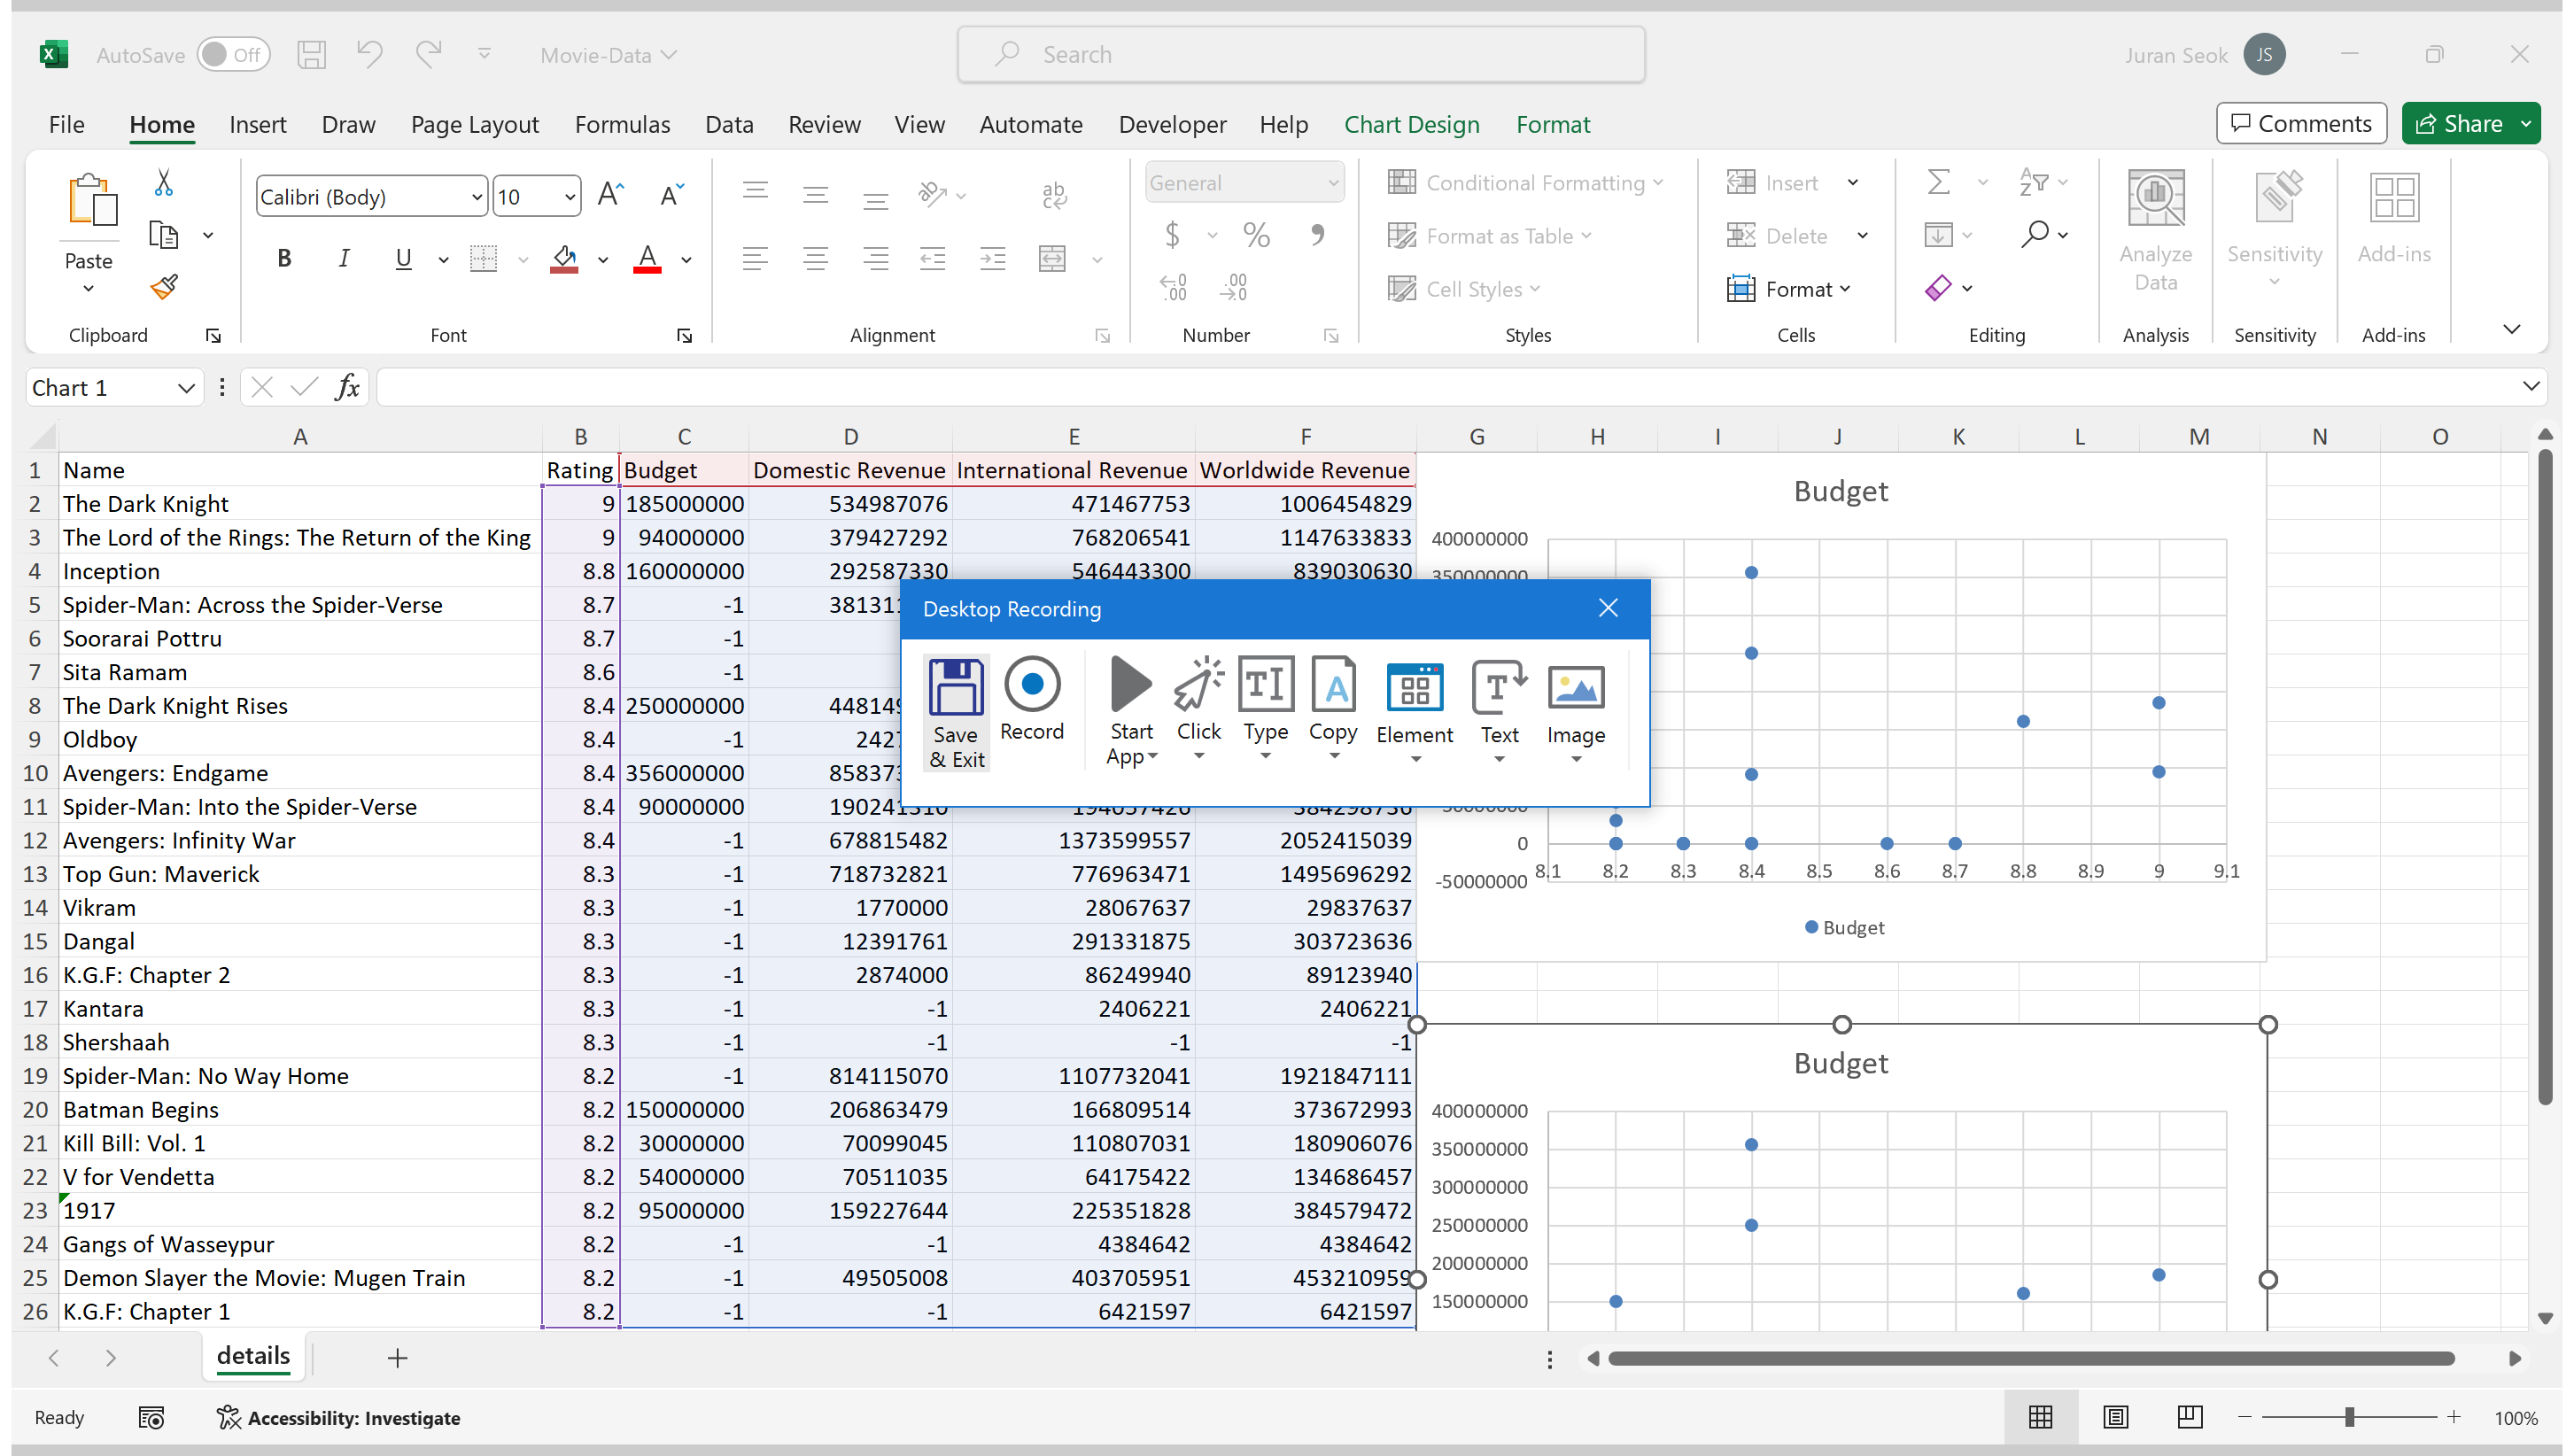 AutoSave Off Movie-Data Search Juran Seok JS
File Home Insert Draw Page Layout Formulas Data Review View Automate Developer Help Chart Design Format Comments Share
Paste Calibri (Body) 10 General Conditional Formatting Insert
Format as Table Delete Analyze Data Sensitivity Add-ins
Cell Styles Format
Clipboard Font Alignment Number Styles Cells Editing Analysis Sensitivity Add-ins
Chart 1 fx
A B C D E F G H I J K L M N O
1 Name Rating Budget Domestic Revenue International Revenue Worldwide Revenue
2 The Dark Knight 9 185000000 534987076 471467753 1006454829
3 The Lord of the Rings: The Return of the King 9 94000000 379427292 768206541 1147633833
4 Inception 8.8 160000000 292587330 546443300 839030630
5 Spider-Man: Across the Spider-Verse 8.7 -1
6 Soorarai Pottru 8.7 -1
7 Sita Ramam 8.6 -1
8 The Dark Knight Rises 8.4 250000000
9 Oldboy 8.4 -1
10 Avengers: Endgame 8.4 356000000
11 Spider-Man: Into the Spider-Verse 8.4 90000000 190241310 194057426 384298736
12 Avengers: Infinity War 8.4 -1 678815482 1373599557 2052415039
13 Top Gun: Maverick 8.3 -1 718732821 776963471 1495696292
14 Vikram 8.3 -1 1770000 28067637 29837637
15 Dangal 8.3 -1 12391761 291331875 303723636
16 K.G.F: Chapter 2 8.3 -1 2874000 86249940 89123940
17 Kantara 8.3 -1 -1 2406221 2406221
18 Shershaah 8.3 -1 -1 -1 -1
19 Spider-Man: No Way Home 8.2 -1 814115070 1107732041 1921847111
20 Batman Begins 8.2 150000000 206863479 166809514 373672993
21 Kill Bill: Vol. 1 8.2 30000000 70099045 110807031 180906076
22 V for Vendetta 8.2 54000000 70511035 64175422 134686457
23 1917 8.2 95000000 159227644 225351828 384579472
24 Gangs of Wasseypur 8.2 -1 -1 4384642 4384642
25 Demon Slayer the Movie: Mugen Train 8.2 -1 49505008 403705951 453210959
26 K.G.F: Chapter 1 8.2 -1 -1 6421597 6421597
Desktop Recording
Save & Exit Record Start App Click Type Copy Element Text Image
Budget
400000000
350000000
0
-50000000
8.1 8.2 8.3 8.4 8.5 8.6 8.7 8.8 8.9 9 9.1
Budget
Budget
400000000
350000000
300000000
250000000
200000000
150000000
details
Ready Accessibility: Investigate 100%